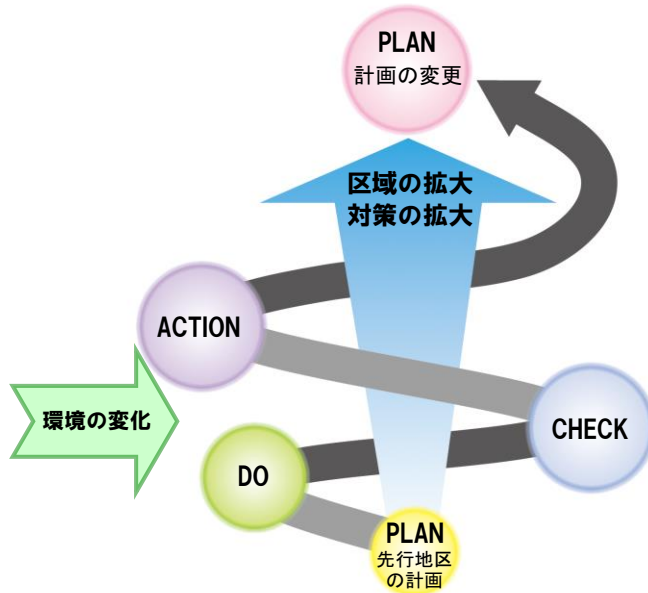 PLAN
計画の変更
区域の拡大
対策の拡大
ACTION
環境の変化
CHECK
DO
PLAN
先行地区
の計画